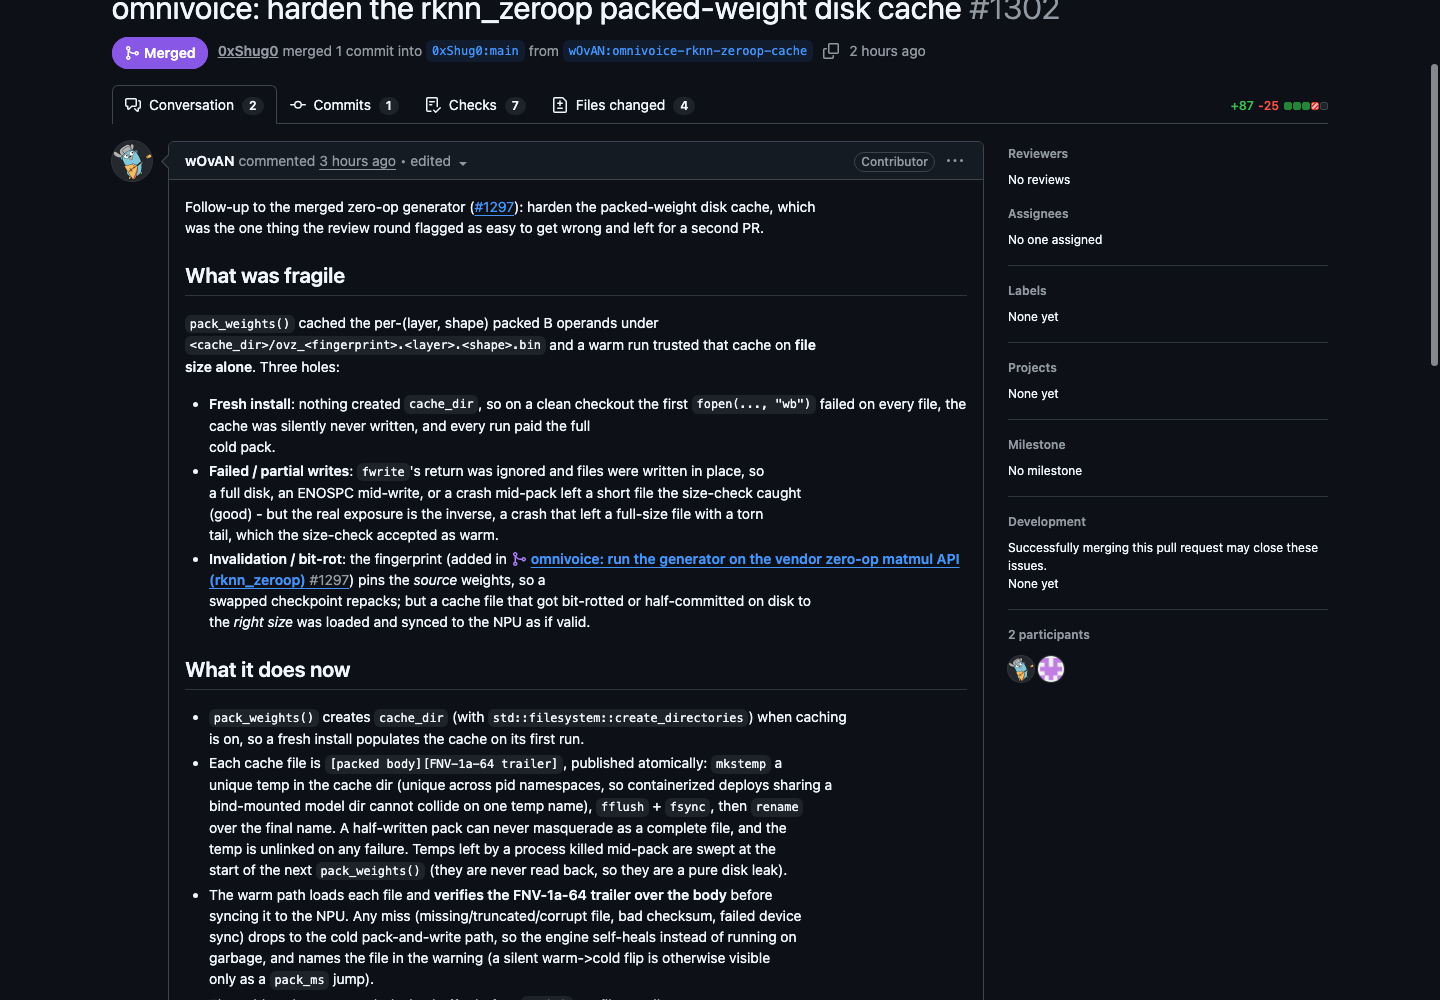 omnivoice: harden the rknn_zeroop packed-weight disk cache #1302
Merged 0xShug0 merged 1 commit into 0xShug0:main from wOvAN:omnivoice-rknn-zeroop-cache 2 hours ago
Conversation 2 Commits 1 Checks 7 Files changed 4 +87 -25
wOvAN commented 3 hours ago • edited Contributor
Follow-up to the merged zero-op generator (#1297): harden the packed-weight disk cache, which
was the one thing the review round flagged as easy to get wrong and left for a second PR.
What was fragile
pack_weights() cached the per-(layer, shape) packed B operands under
<cache_dir>/ovz_<fingerprint>.<layer>.<shape>.bin and a warm run trusted that cache on file
size alone. Three holes:
• Fresh install: nothing created cache_dir, so on a clean checkout the first fopen(..., "wb") failed on every file, the
cache was silently never written, and every run paid the full
cold pack.
• Failed / partial writes: fwrite's return was ignored and files were written in place, so
a full disk, an ENOSPC mid-write, or a crash mid-pack left a short file the size-check caught
(good) - but the real exposure is the inverse, a crash that left a full-size file with a torn
tail, which the size-check accepted as warm.
• Invalidation / bit-rot: the fingerprint (added in omnivoice: run the generator on the vendor zero-op matmul API
(rknn_zeroop) #1297) pins the source weights, so a
swapped checkpoint repacks; but a cache file that got bit-rotted or half-committed on disk to
the right size was loaded and synced to the NPU as if valid.
What it does now
• pack_weights() creates cache_dir (with std::filesystem::create_directories) when caching
is on, so a fresh install populates the cache on its first run.
• Each cache file is [packed body][FNV-1a-64 trailer], published atomically: mkstemp a
unique temp in the cache dir (unique across pid namespaces, so containerized deploys sharing a
bind-mounted model dir cannot collide on one temp name), fflush + fsync, then rename
over the final name. A half-written pack can never masquerade as a complete file, and the
temp is unlinked on any failure. Temps left by a process killed mid-pack are swept at the
start of the next pack_weights() (they are never read back, so they are a pure disk leak).
• The warm path loads each file and verifies the FNV-1a-64 trailer over the body before
syncing it to the NPU. Any miss (missing/truncated/corrupt file, bad checksum, failed device
sync) drops to the cold pack-and-write path, so the engine self-heals instead of running on
garbage, and names the file in the warning (a silent warm->cold flip is otherwise visible
only as a pack_ms jump).
Reviewers
No reviews
Assignees
No one assigned
Labels
None yet
Projects
None yet
Milestone
No milestone
Development
Successfully merging this pull request may close these
issues.
None yet
2 participants